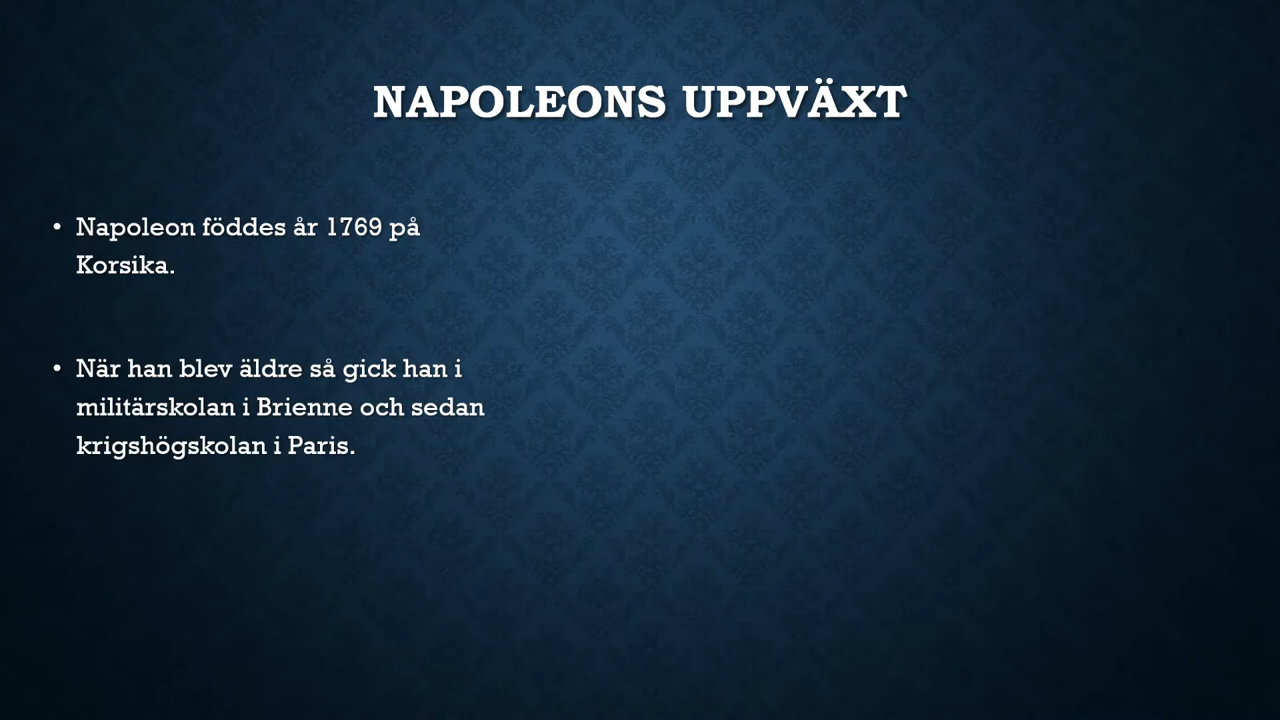 NAPOLEONS UPPVÄXT
• Napoleon föddes år 1769 på
Korsika.
• När han blev äldre så gick han i
militärskolan i Brienne och sedan
krigshögskolan i Paris.